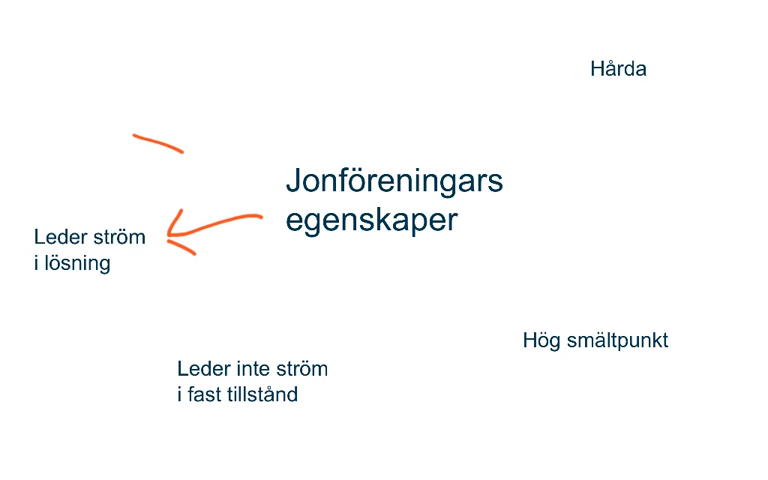 Hårda
Jonföreningars
egenskaper
Leder ström
i lösning
Hög smältpunkt
Leder inte ström
i fast tillstånd